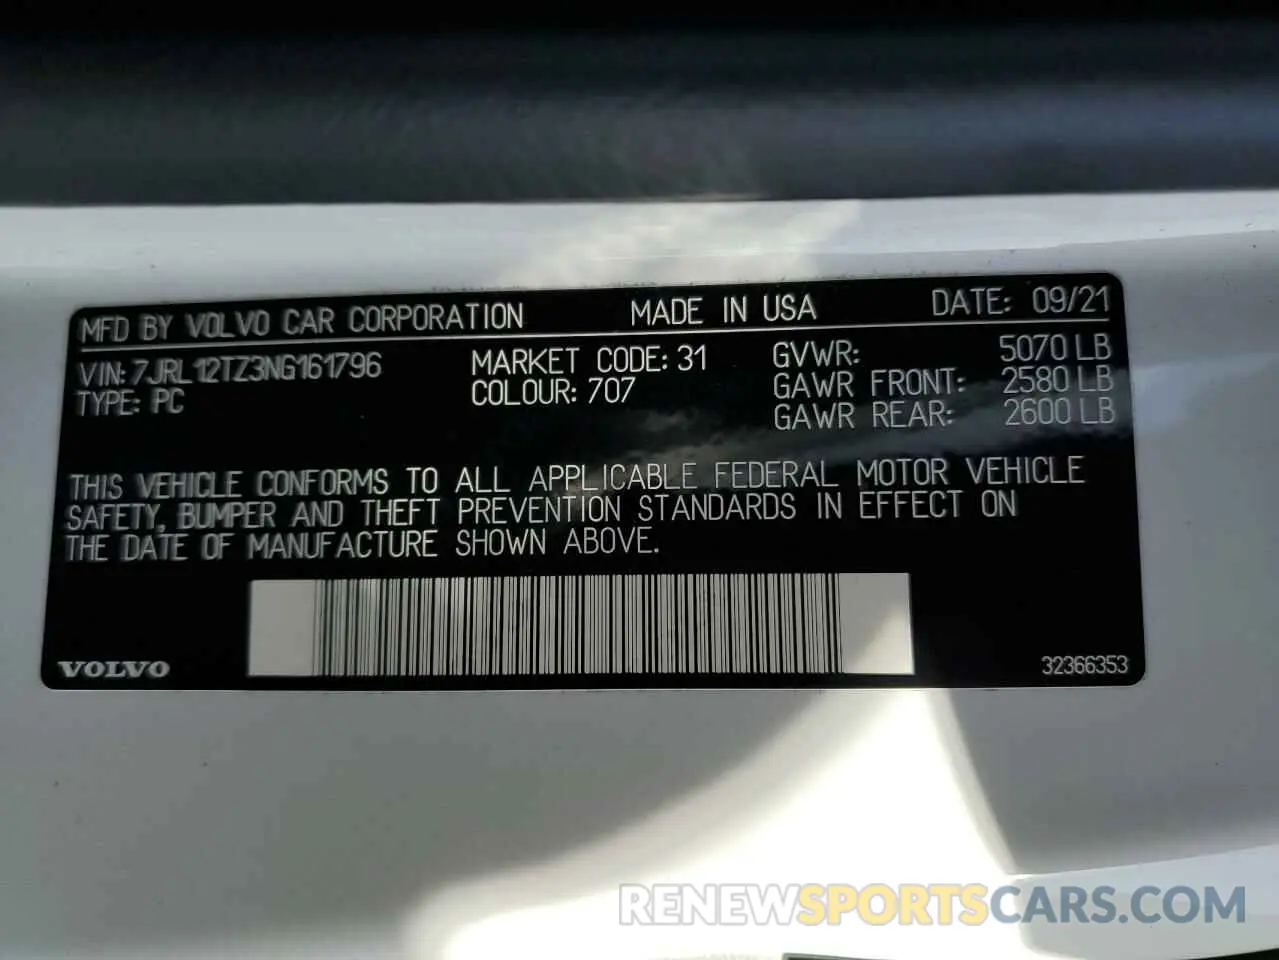 MFD BY VOLVO CAR CORPORATION MADE IN USA DATE: 09/21
VIN: 7JRL12TZ3NG161796 MARKET CODE: 31 GVWR: 5070 LB
TYPE: PC COLOUR: 707 GAWR FRONT: 2580 LB
GAWR REAR: 2600 LB
THIS VEHICLE CONFORMS TO ALL APPLICABLE FEDERAL MOTOR VEHICLE
SAFETY, BUMPER AND THEFT PREVENTION STANDARDS IN EFFECT ON
THE DATE OF MANUFACTURE SHOWN ABOVE.
VOLVO 32366353
RENEWSPORTSCARS.COM